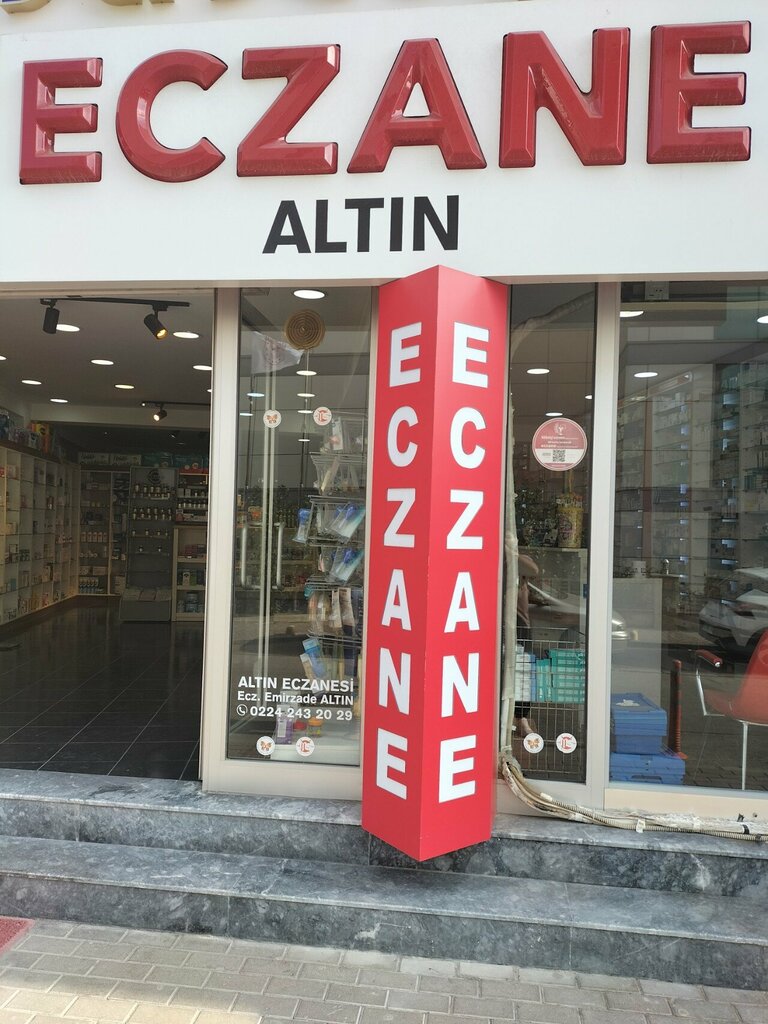 ECZANE
ALTIN
ECZANE
ECZANE
ALTIN ECZANESİ
Ecz. Emirzade ALTIN
0224 243 20 29